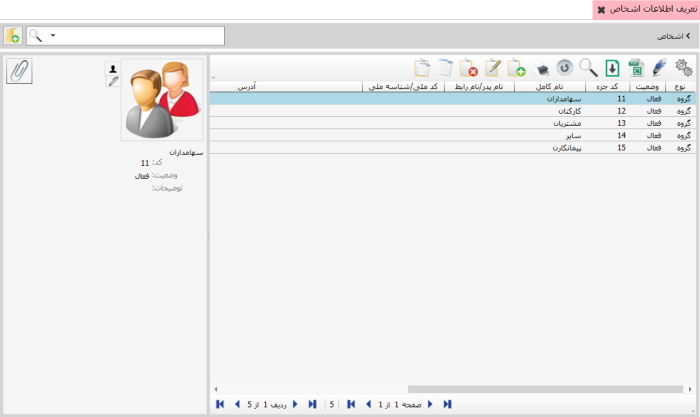 تعریف اطلاعات اشخاص
اشخاص
نوع وضعیت کد جزء نام کامل نام پدر/نام رابط کد ملی/شناسه ملی آدرس
گروه فعال 11 سهامداران
گروه فعال 12 کارکنان
گروه فعال 13 مشتریان
گروه فعال 14 سایر
گروه فعال 15 پیمانکارن
سهامداران
کد: 11
وضعیت: فعال
توضیحات:
صفحه 1 از 1
5
ردیف 1 از 5